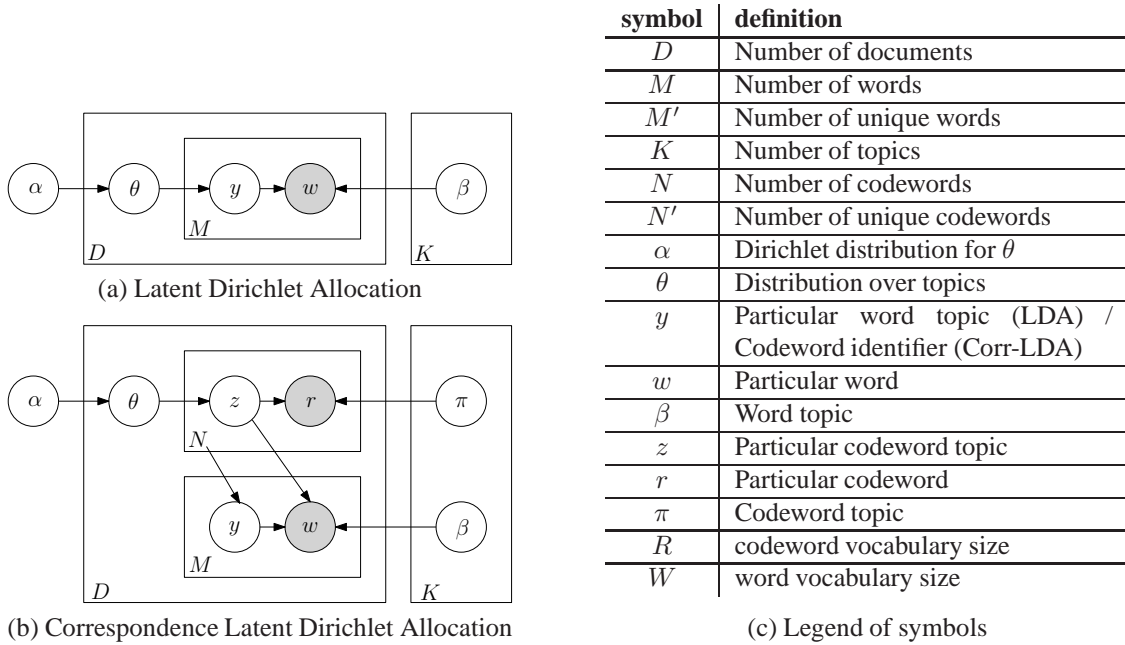 α θ y w β
M
D K
(a) Latent Dirichlet Allocation
α θ z r π
N
y w β
M
D K
(b) Correspondence Latent Dirichlet Allocation
symbol definition
D Number of documents
M Number of words
M′ Number of unique words
K Number of topics
N Number of codewords
N′ Number of unique codewords
α Dirichlet distribution for θ
θ Distribution over topics
y Particular word topic (LDA) /
Codeword identifier (Corr-LDA)
w Particular word
β Word topic
z Particular codeword topic
r Particular codeword
π Codeword topic
R codeword vocabulary size
W word vocabulary size
(c) Legend of symbols